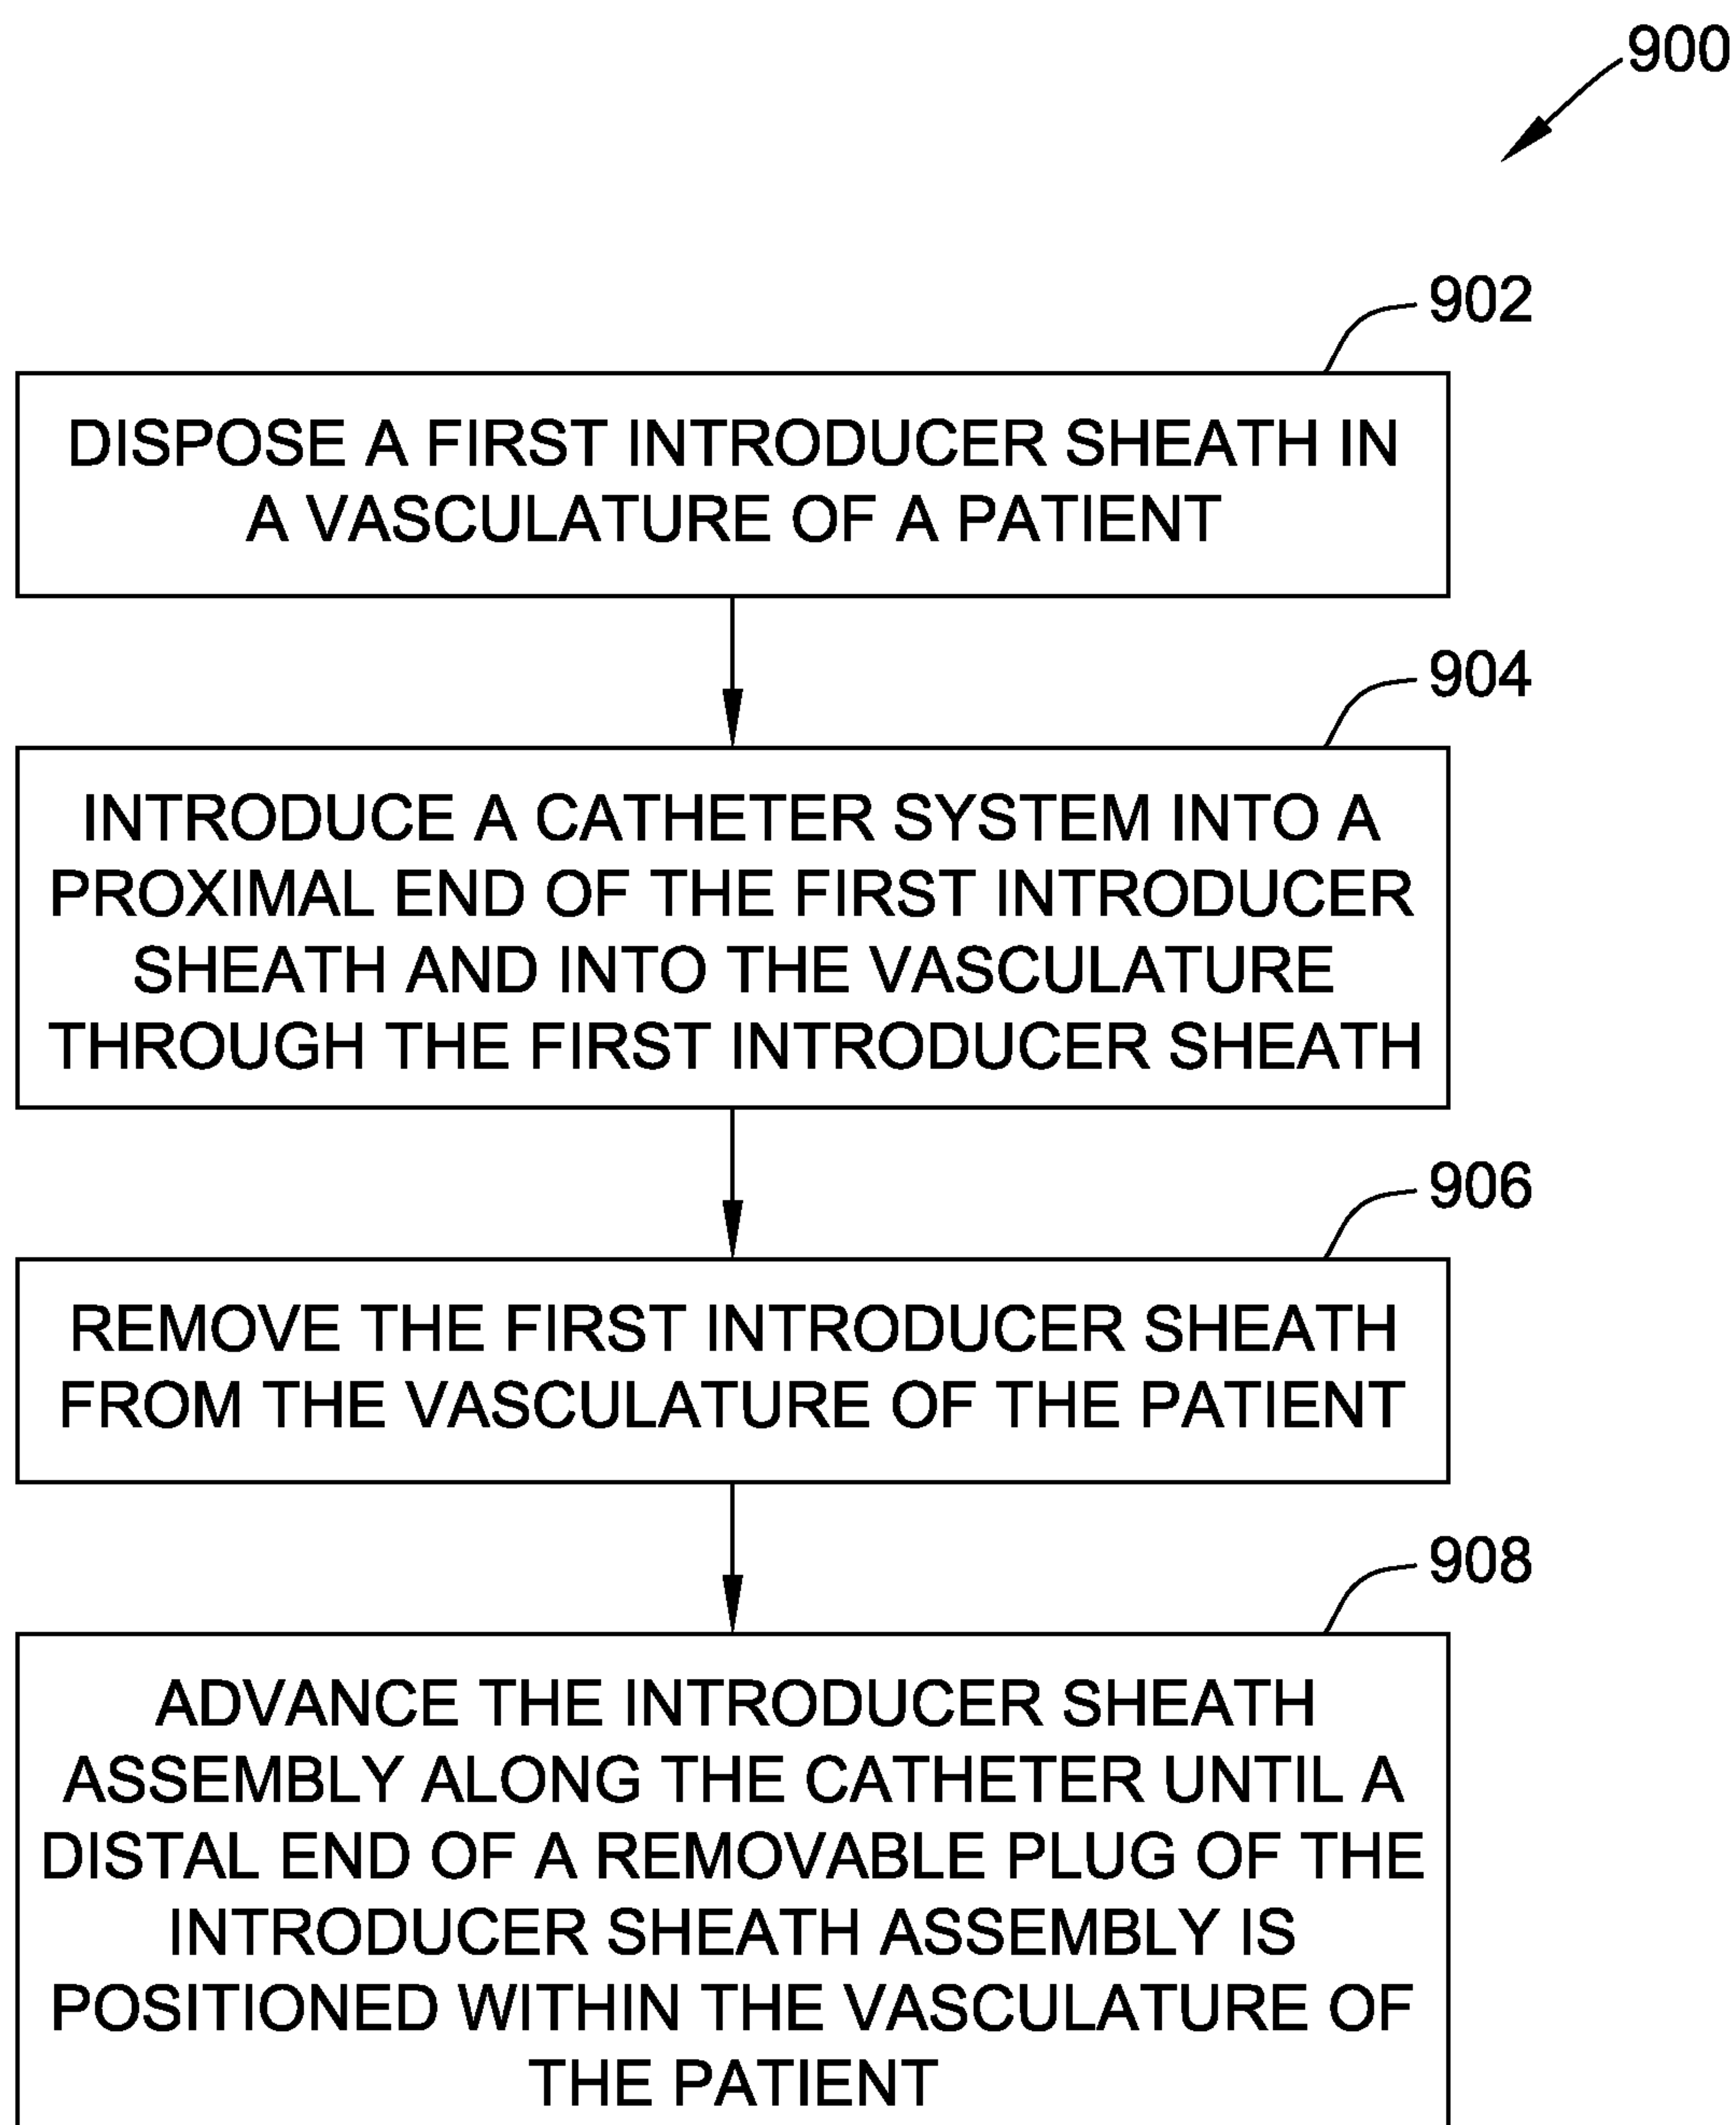 900
902
DISPOSE A FIRST INTRODUCER SHEATH IN
A VASCULATURE OF A PATIENT
904
INTRODUCE A CATHETER SYSTEM INTO A
PROXIMAL END OF THE FIRST INTRODUCER
SHEATH AND INTO THE VASCULATURE
THROUGH THE FIRST INTRODUCER SHEATH
906
REMOVE THE FIRST INTRODUCER SHEATH
FROM THE VASCULATURE OF THE PATIENT
908
ADVANCE THE INTRODUCER SHEATH
ASSEMBLY ALONG THE CATHETER UNTIL A
DISTAL END OF A REMOVABLE PLUG OF THE
INTRODUCER SHEATH ASSEMBLY IS
POSITIONED WITHIN THE VASCULATURE OF
THE PATIENT